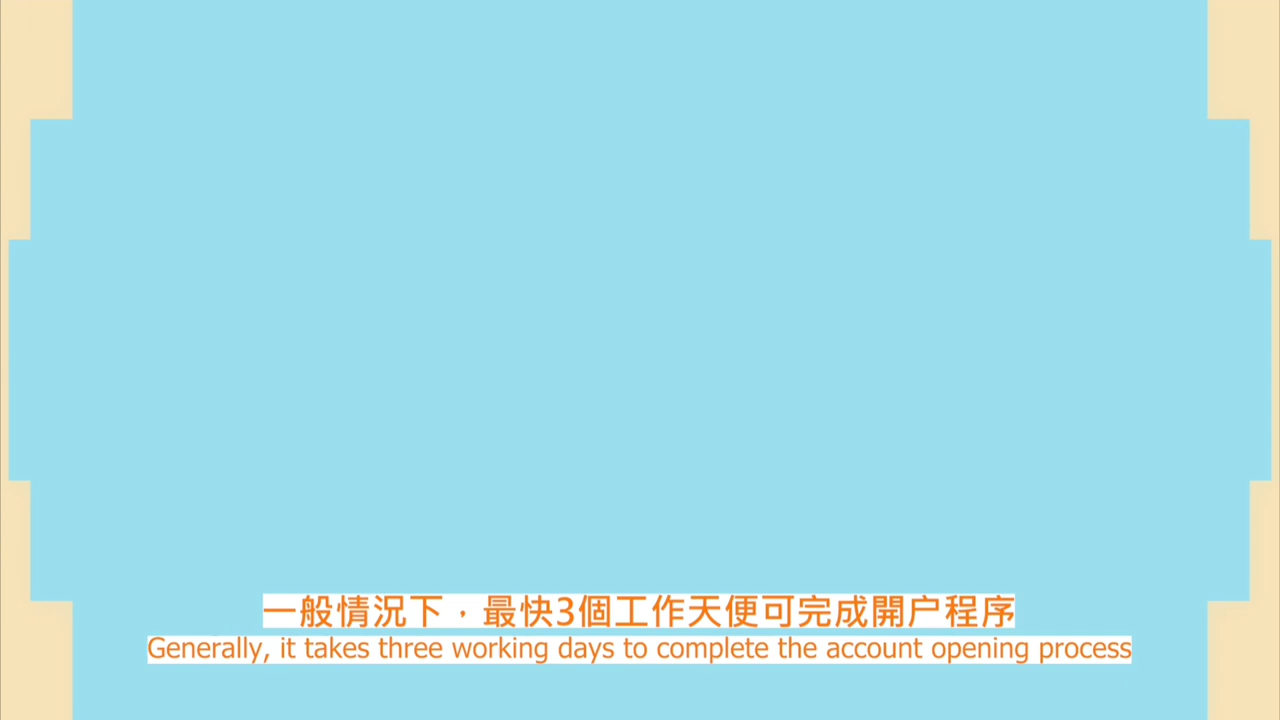 一般情況下，最快3個工作天便可完成開户程序
Generally, it takes three working days to complete the account opening process